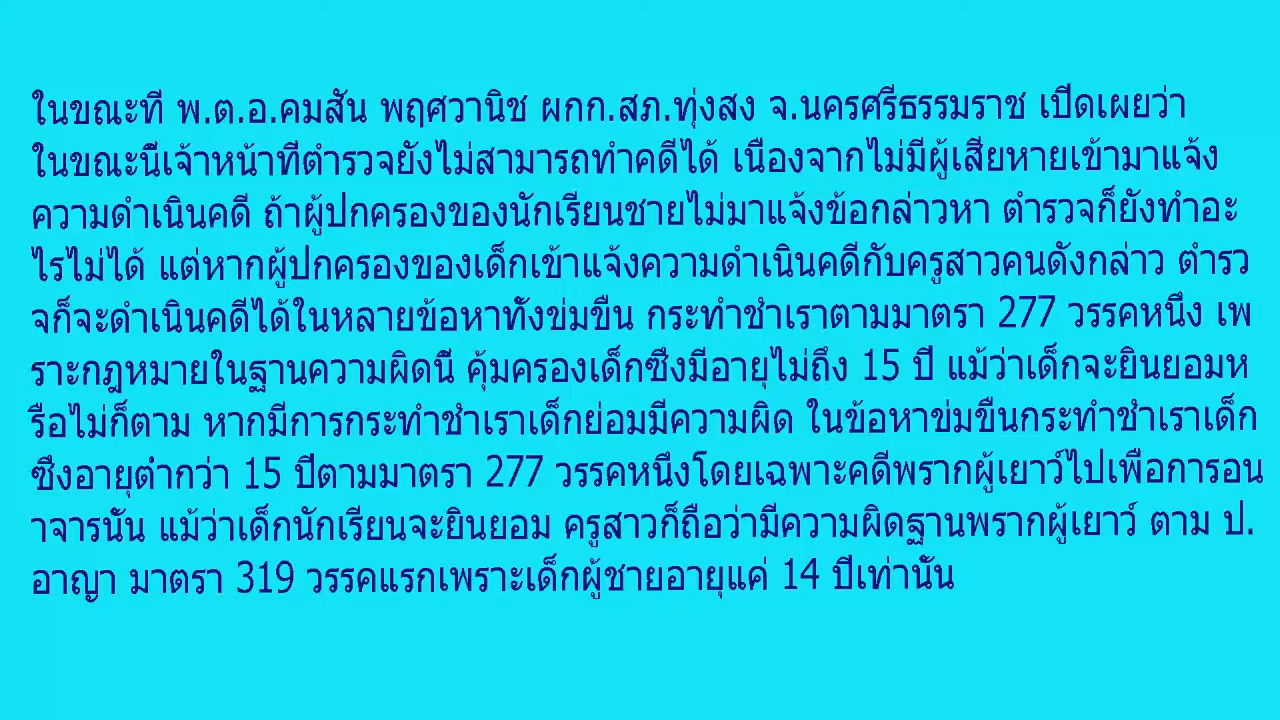 ในขณะที่ พ.ต.อ.คมสัน พฤศวานิช ผกก.สภ.ทุ่งสง จ.นครศรีธรรมราช เปิดเผยว่า
ในขณะนี้เจ้าหน้าที่ตำรวจยังไม่สามารถทำคดีได้ เนื่องจากไม่มีผู้เสียหายเข้ามาแจ้ง
ความดำเนินคดี ถ้าผู้ปกครองของนักเรียนชายไม่มาแจ้งข้อกล่าวหา ตำรวจก็ยังทำอะ
ไรไม่ได้ แต่หากผู้ปกครองของเด็กเข้าแจ้งความดำเนินคดีกับครูสาวคนดังกล่าว ตำรว
จก็จะดำเนินคดีได้ในหลายข้อหาทั้งข่มขืน กระทำชำเราตามมาตรา 277 วรรคหนึ่ง เพ
ราะกฎหมายในฐานความผิดนี้ คุ้มครองเด็กซึ่งมีอายุไม่ถึง 15 ปี แม้ว่าเด็กจะยินยอมห
รือไม่ก็ตาม หากมีการกระทำชำเราเด็กย่อมมีความผิด ในข้อหาข่มขืนกระทำชำเราเด็ก
ซึ่งอายุต่ำกว่า 15 ปีตามมาตรา 277 วรรคหนึ่งโดยเฉพาะคดีพรากผู้เยาว์ไปเพื่อการอน
าจารนั้น แม้ว่าเด็กนักเรียนจะยินยอม ครูสาวก็ถือว่ามีความผิดฐานพรากผู้เยาว์ ตาม ป.
อาญา มาตรา 319 วรรคแรกเพราะเด็กผู้ชายอายุแค่ 14 ปีเท่านั้น